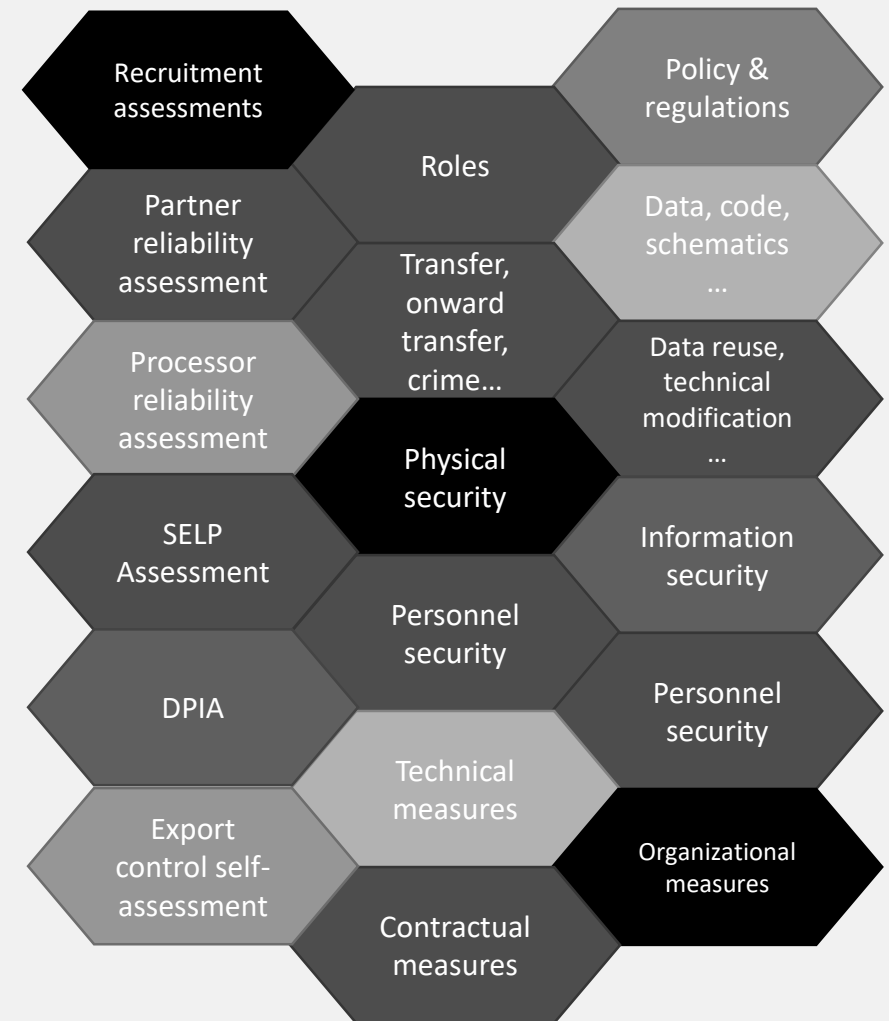 Recruitment
assessments
Policy &
regulations
Roles
Partner
reliability
assessment
Data, code,
schematics
…
Transfer,
onward
transfer,
crime…
Processor
reliability
assessment
Data reuse,
technical
modification
…
Physical
security
SELP
Assessment
Information
security
Personnel
security
DPIA
Personnel
security
Technical
measures
Export
control self-
assessment
Organizational
measures
Contractual
measures